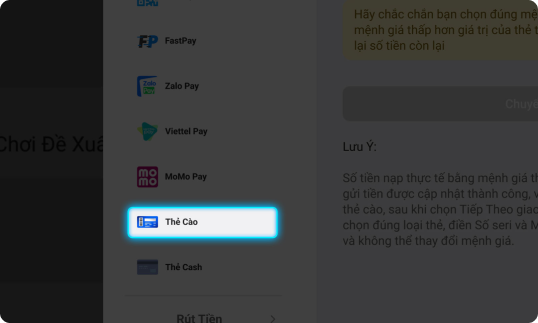 Hãy chắc chắn bạn chọn đúng mệ
mệnh giá thấp hơn giá trị của thẻ t
lại số tiền còn lại
FastPay
Zalo Pay
Viettel Pay
MoMo Pay
Thẻ Cào
Thẻ Cash
Rút Tiền
Chơi Đề Xuấ
Chuyể
Lưu Ý:
Số tiền nạp thực tế bằng mệnh giá th
gửi tiền được cập nhật thành công, v
thẻ cào, sau khi chọn Tiếp Theo giao
chọn đúng loại thẻ, điền Số seri và M
và không thể thay đổi mệnh giá.